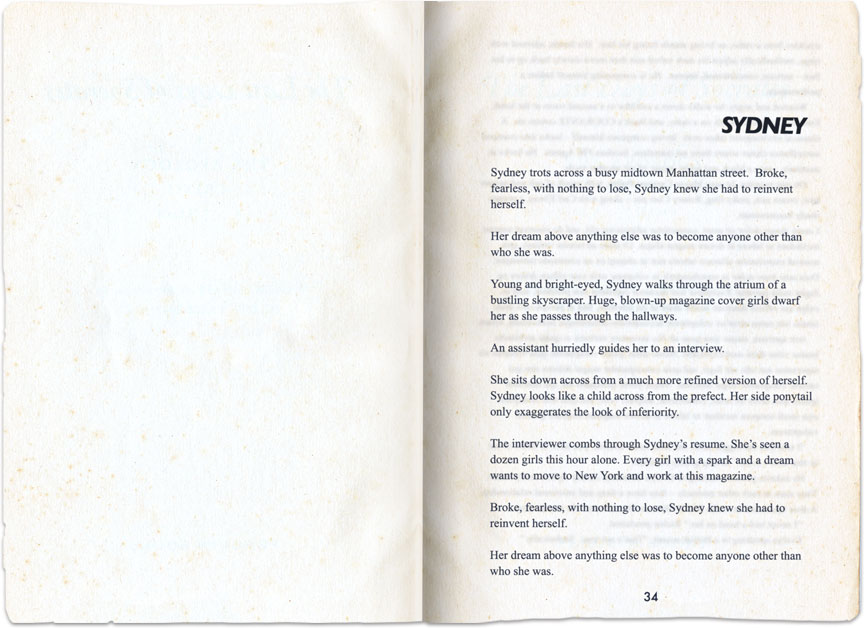 SYDNEY
Sydney trots across a busy midtown Manhattan street.  Broke,
fearless, with nothing to lose, Sydney knew she had to reinvent
herself.
Her dream above anything else was to become anyone other than
who she was.
Young and bright-eyed, Sydney walks through the atrium of a
bustling skyscraper. Huge, blown-up magazine cover girls dwarf
her as she passes through the hallways.
An assistant hurriedly guides her to an interview.
She sits down across from a much more refined version of herself.
Sydney looks like a child across from the prefect. Her side ponytail
only exaggerates the look of inferiority.
The interviewer combs through Sydney’s resume. She’s seen a
dozen girls this hour alone. Every girl with a spark and a dream
wants to move to New York and work at this magazine.
Broke, fearless, with nothing to lose, Sydney knew she had to
reinvent herself.
Her dream above anything else was to become anyone other than
who she was.
34